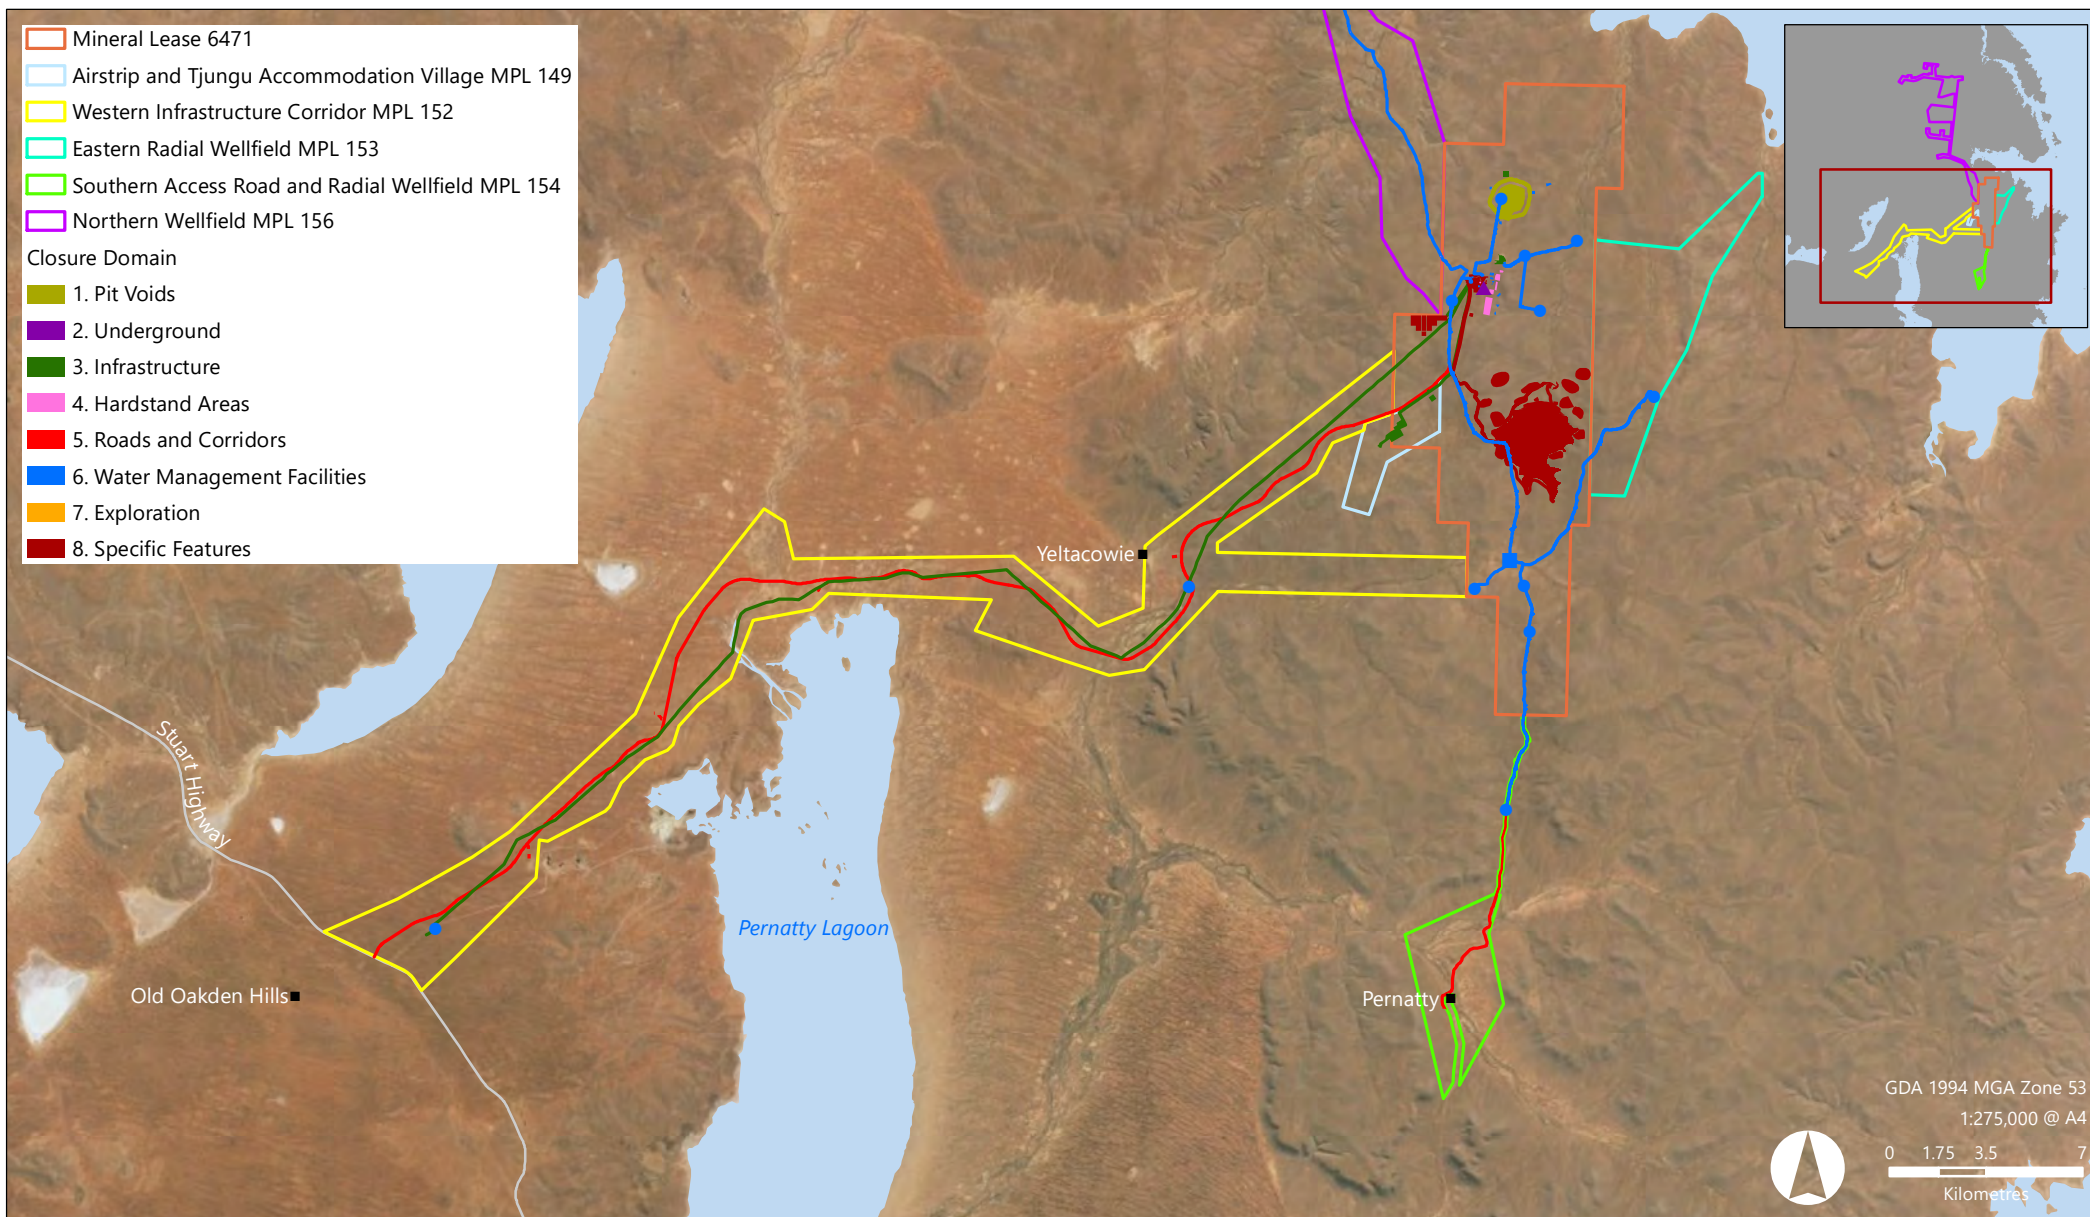 Mineral Lease 6471
Airstrip and Tjungu Accommodation Village MPL 149
Western Infrastructure Corridor MPL 152
Eastern Radial Wellfield MPL 153
Southern Access Road and Radial Wellfield MPL 154
Northern Wellfield MPL 156
Closure Domain
1. Pit Voids
2. Underground
3. Infrastructure
4. Hardstand Areas
5. Roads and Corridors
6. Water Management Facilities
7. Exploration
8. Specific Features
Yeltacowie
Stuart Highway
Pernatty Lagoon
Old Oakden Hills
Pernatty
GDA 1994 MGA Zone 53
1:275,000 @ A4
0 1.75 3.5 7
Kilometres